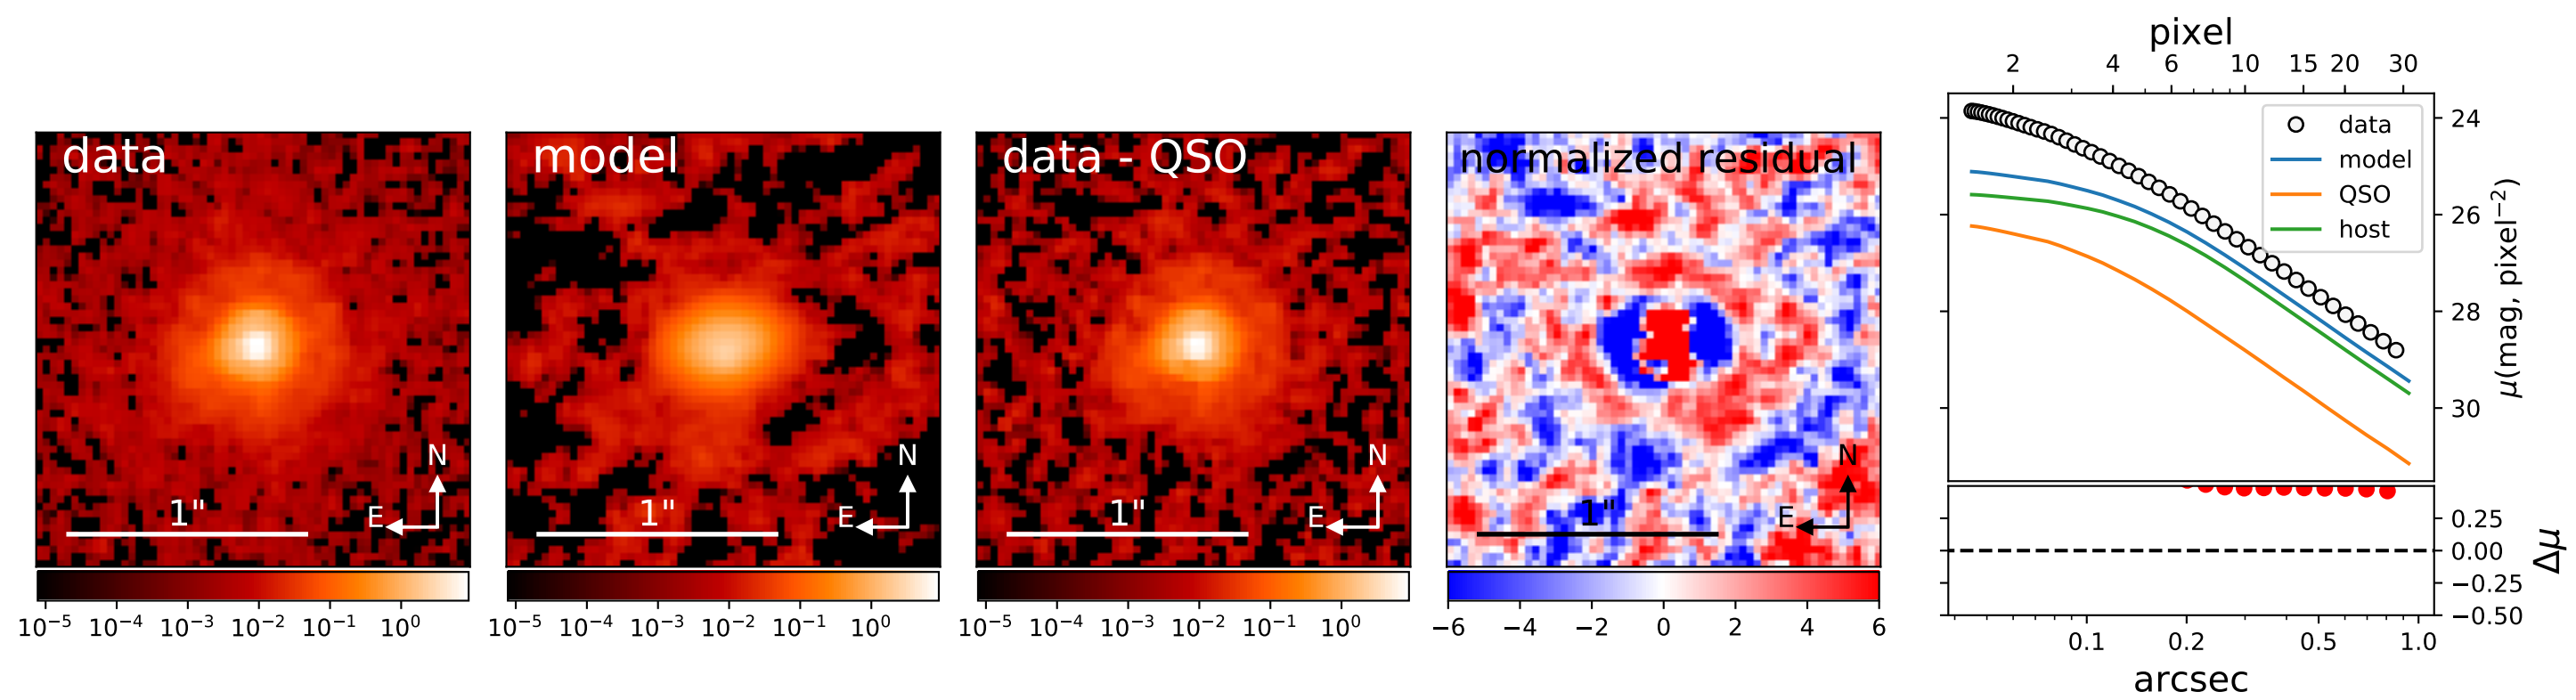 data
N
E
1"
10⁻⁵ 10⁻⁴ 10⁻³ 10⁻² 10⁻¹ 10⁰
model
N
E
1"
10⁻⁵ 10⁻⁴ 10⁻³ 10⁻² 10⁻¹ 10⁰
data - QSO
N
E
1"
10⁻⁵ 10⁻⁴ 10⁻³ 10⁻² 10⁻¹ 10⁰
normalized residual
N
E
1"
−6 −4 −2 0 2 4 6
pixel
2 4 6 10 15 20 30
data
model
QSO
host
24
26
28
30
μ(mag, pixel⁻²)
0.25
0.00
−0.25
−0.50
Δμ
0.1 0.2 0.5 1.0
arcsec